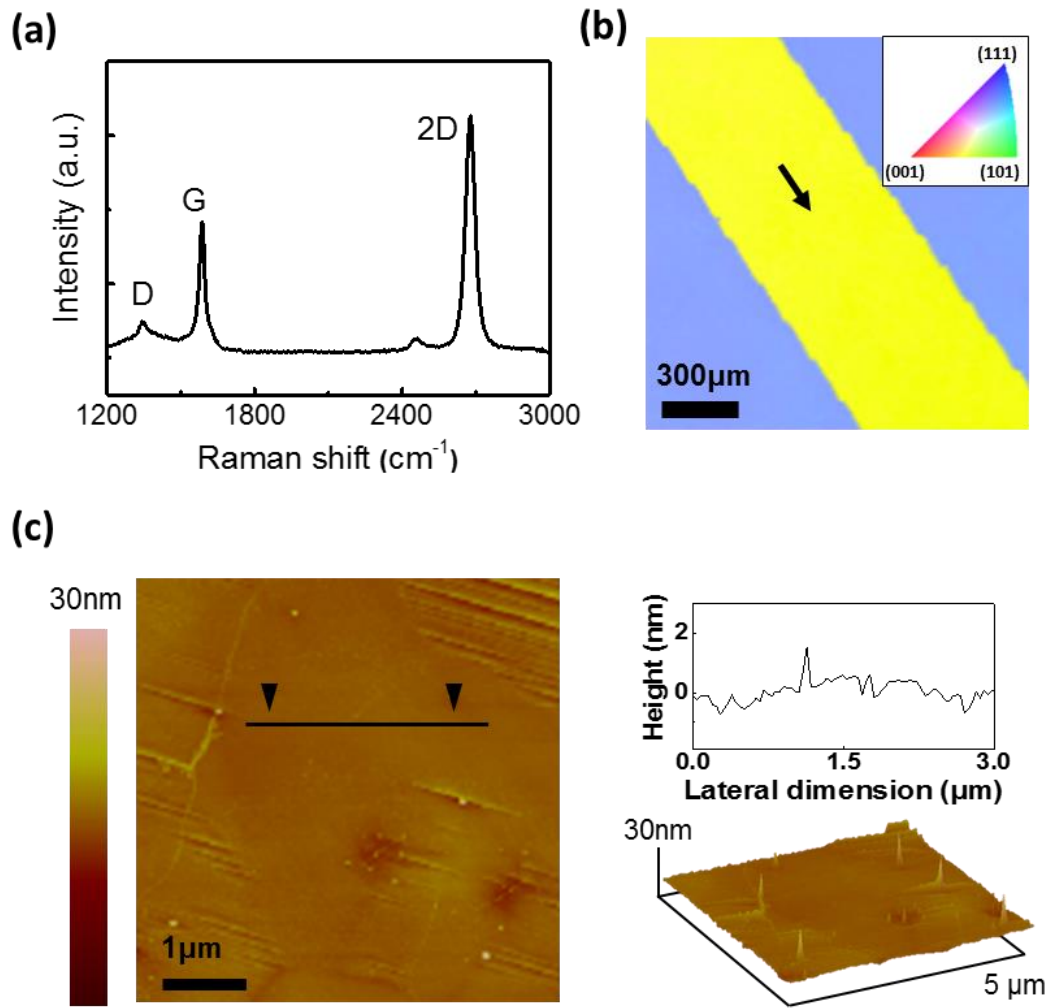 (a)
Intensity (a.u.)
D
G
2D
1200
1800
2400
3000
Raman shift (cm⁻¹)
(b)
(111)
(001)
(101)
300µm
(c)
30nm
1µm
Height (nm)
2
0
0.0
1.5
3.0
Lateral dimension (µm)
30nm
5 µm